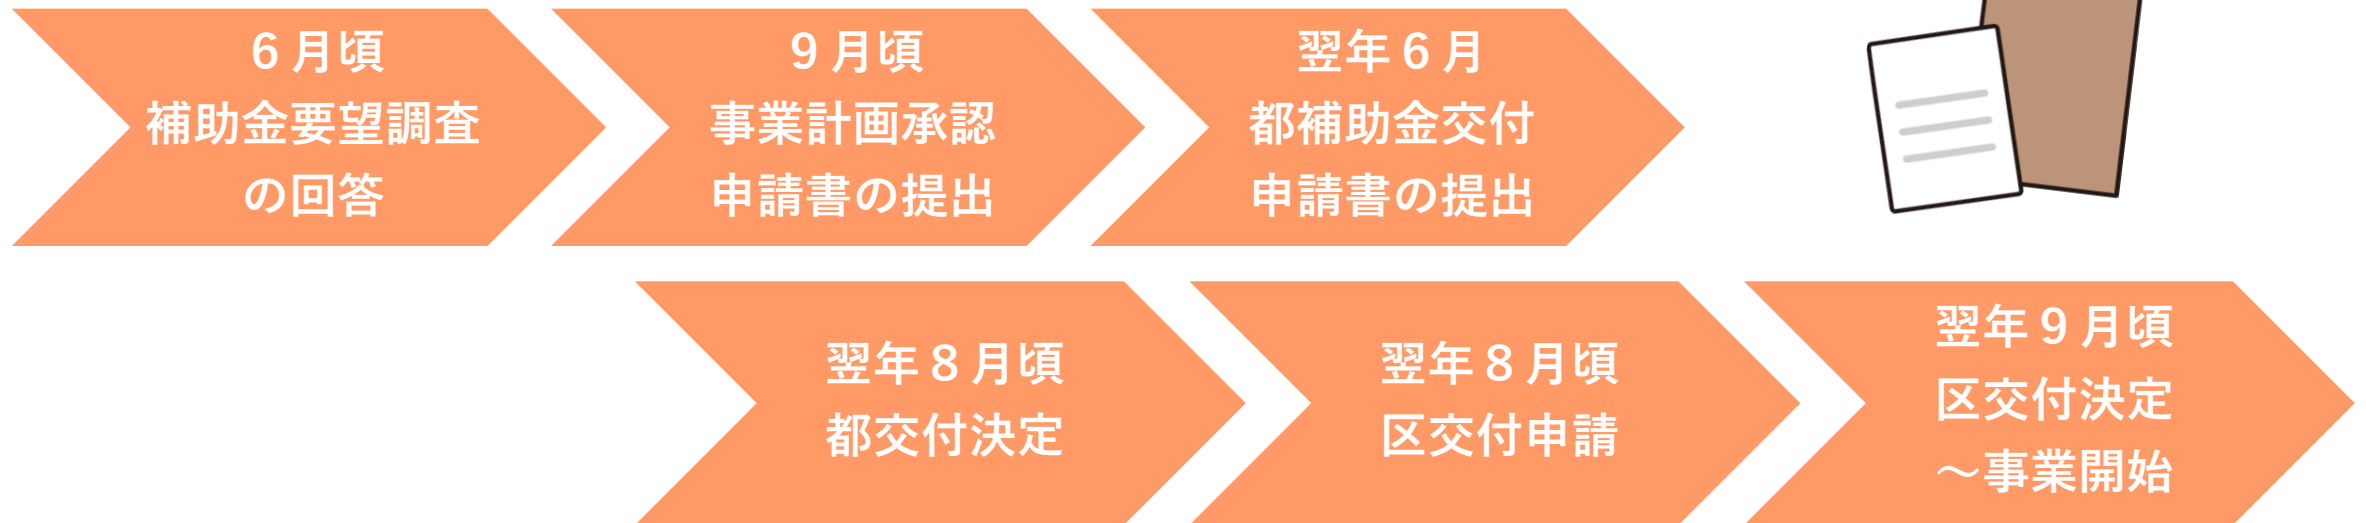 6月頃
補助金要望調査
の回答
9月頃
事業計画承認
申請書の提出
翌年6月
都補助金交付
申請書の提出
翌年8月頃
都交付決定
翌年8月頃
区交付申請
翌年9月頃
区交付決定
～事業開始